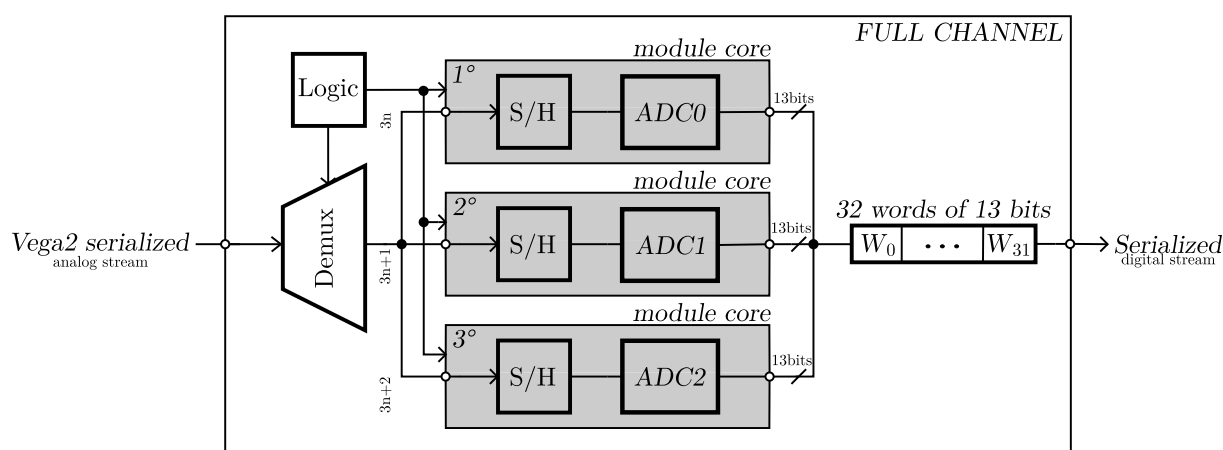 FULL CHANNEL
module core
Logic
1°
S/H
ADC0
13bits
3n
module core
2°
S/H
ADC1
13bits
3n+1
Demux
Vega2 serialized
analog stream
32 words of 13 bits
W0 ... W31
Serialized
digital stream
module core
3°
S/H
ADC2
13bits
3n+2